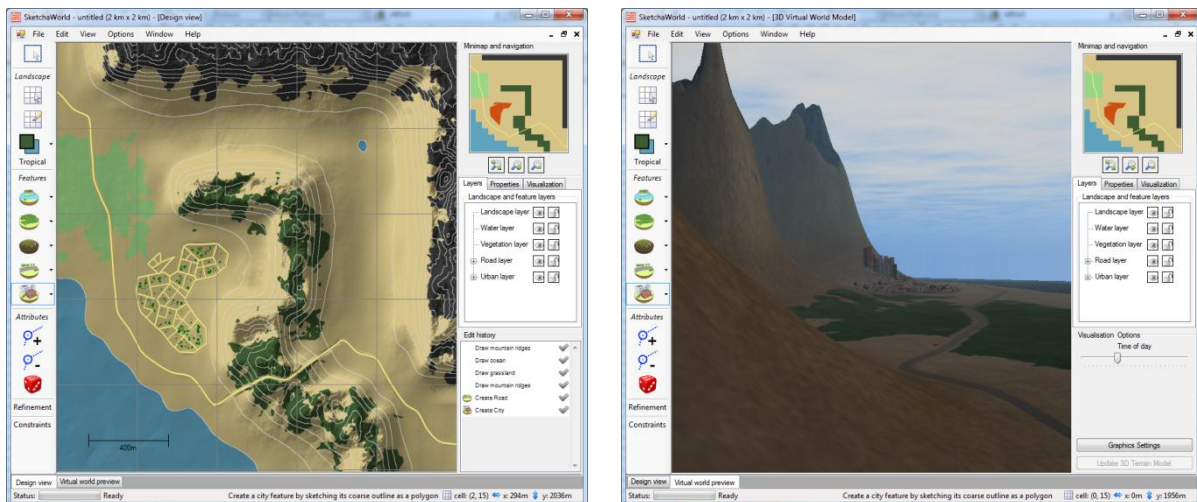 SketchaWorld - untitled (2 km x 2 km) - [Design view]
File Edit View Options Window Help
Landscape
Tropical
Features
Attributes
Refinement
Constraints
400m
Minimap and navigation
Layers Properties Visualization
Landscape and feature layers
Landscape layer
Water layer
Vegetation layer
Road layer
Urban layer
Edit history
Draw mountain ridges
Draw ocean
Draw grassland
Draw mountain ridges
Create Road
Create City
Design view Virtual world preview
Status: Ready Create a city feature by sketching its coarse outline as a polygon cell: (2, 15) x: 294m y: 2036m
SketchaWorld - untitled (2 km x 2 km) - [3D Virtual World Model]
File Edit View Options Window Help
Landscape
Tropical
Features
Attributes
Refinement
Constraints
Minimap and navigation
Layers Properties Visualization
Landscape and feature layers
Landscape layer
Water layer
Vegetation layer
Road layer
Urban layer
Visualisation Options
Time of day
Graphics Settings
Update 3D Terrain Model
Design view Virtual world preview
Status: Ready Create a city feature by sketching its coarse outline as a polygon cell: (0, 15) x: 0m y: 1956m